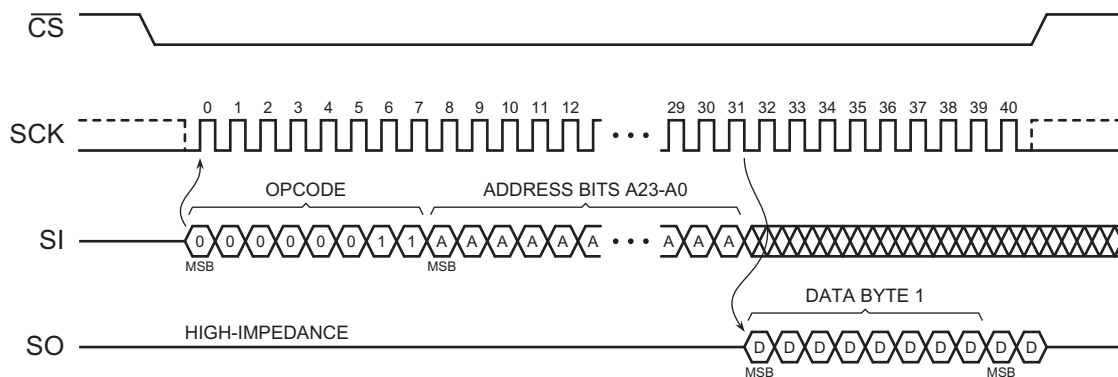 CS
0 1 2 3 4 5 6 7 8 9 10 11 12 29 30 31 32 33 34 35 36 37 38 39 40
SCK
OPCODE ADDRESS BITS A23-A0
SI 0 0 0 0 0 0 1 1 A A A A A A A A A
MSB MSB
DATA BYTE 1
HIGH-IMPEDANCE
SO D D D D D D D D D D
MSB MSB